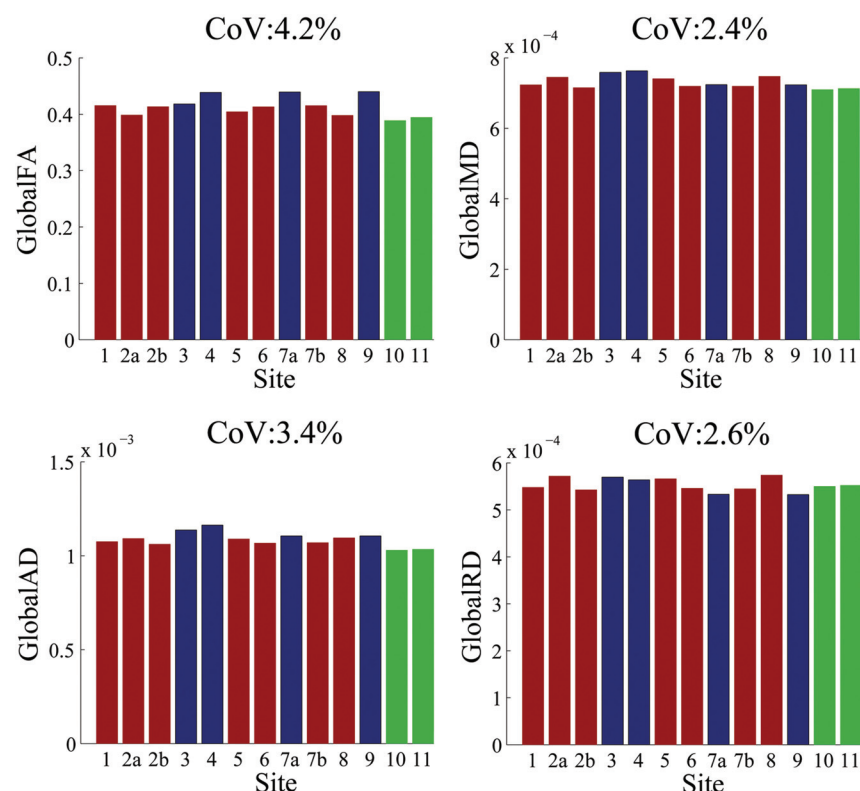 CoV:4.2%
GlobalFA
0.5
0.4
0.3
0.2
0.1
0
1 2a 2b 3 4 5 6 7a 7b 8 9 10 11
Site
CoV:2.4%
x 10 −4
GlobalMD
8
6
4
2
0
1 2a 2b 3 4 5 6 7a 7b 8 9 10 11
Site
CoV:3.4%
x 10 −3
GlobalAD
1.5
1
0.5
0
1 2a 2b 3 4 5 6 7a 7b 8 9 10 11
Site
CoV:2.6%
x 10 −4
GlobalRD
6
5
4
3
2
1
0
1 2a 2b 3 4 5 6 7a 7b 8 9 10 11
Site